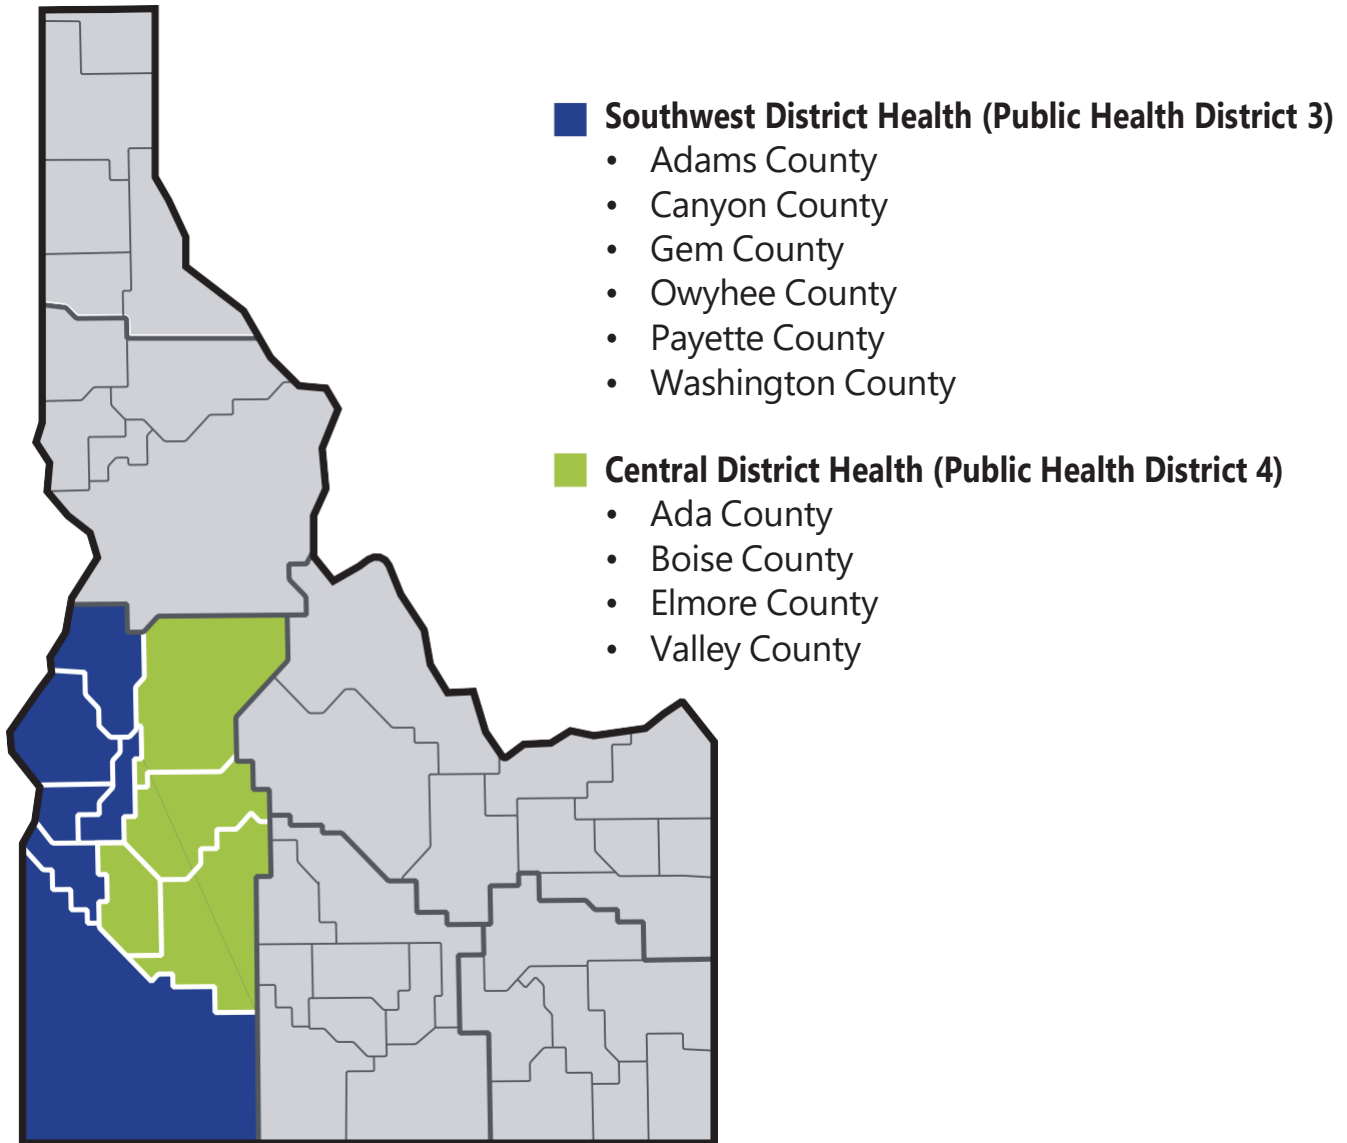 Southwest District Health (Public Health District 3)
• Adams County
• Canyon County
• Gem County
• Owyhee County
• Payette County
• Washington County
Central District Health (Public Health District 4)
• Ada County
• Boise County
• Elmore County
• Valley County